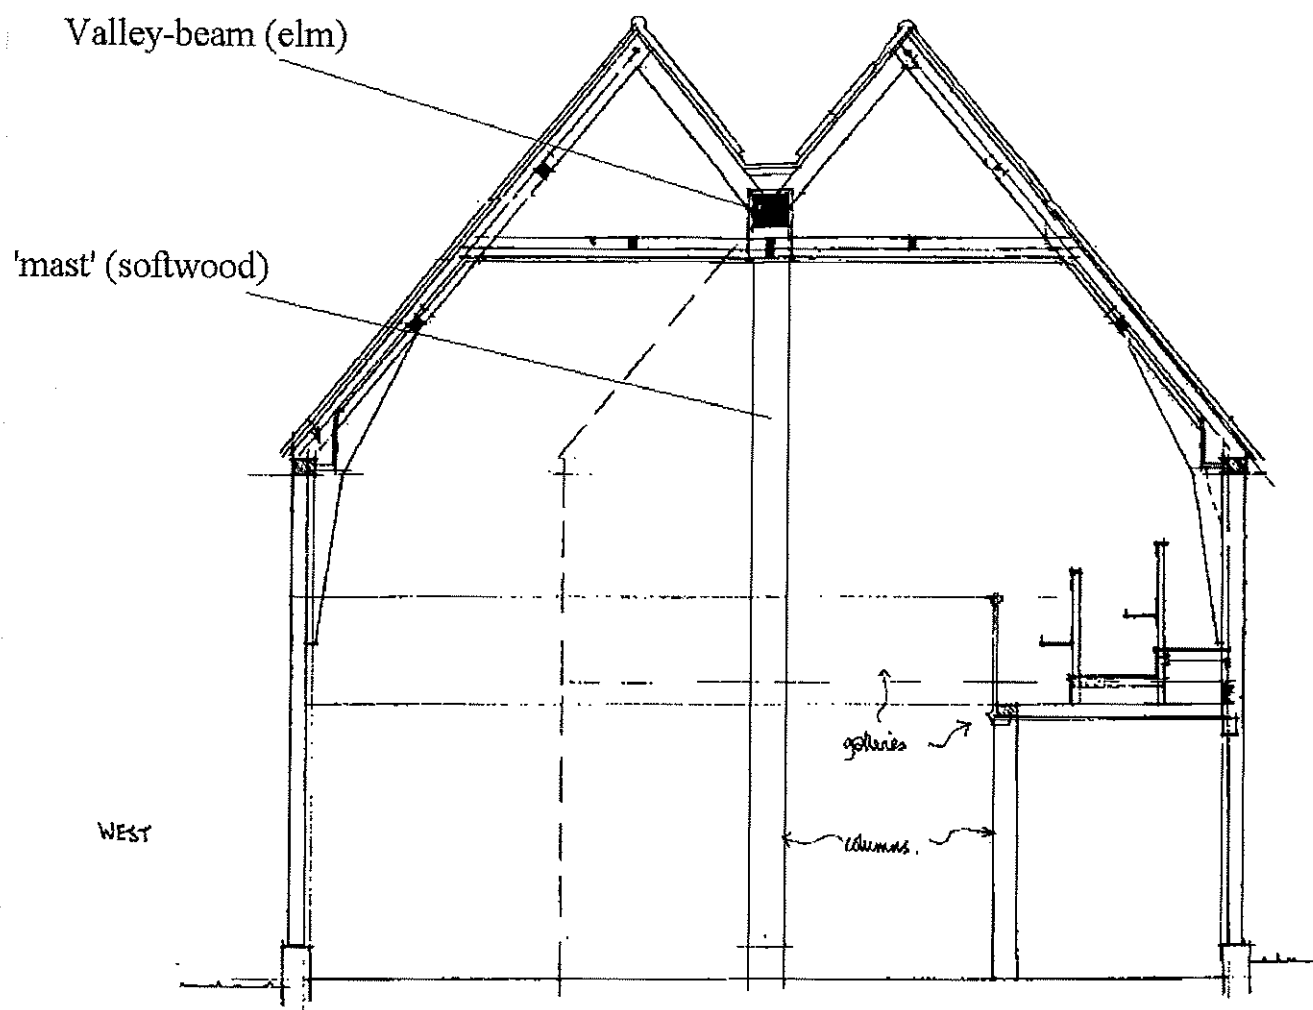 Valley-beam (elm)
'mast' (softwood)
galleries
WEST
columns.